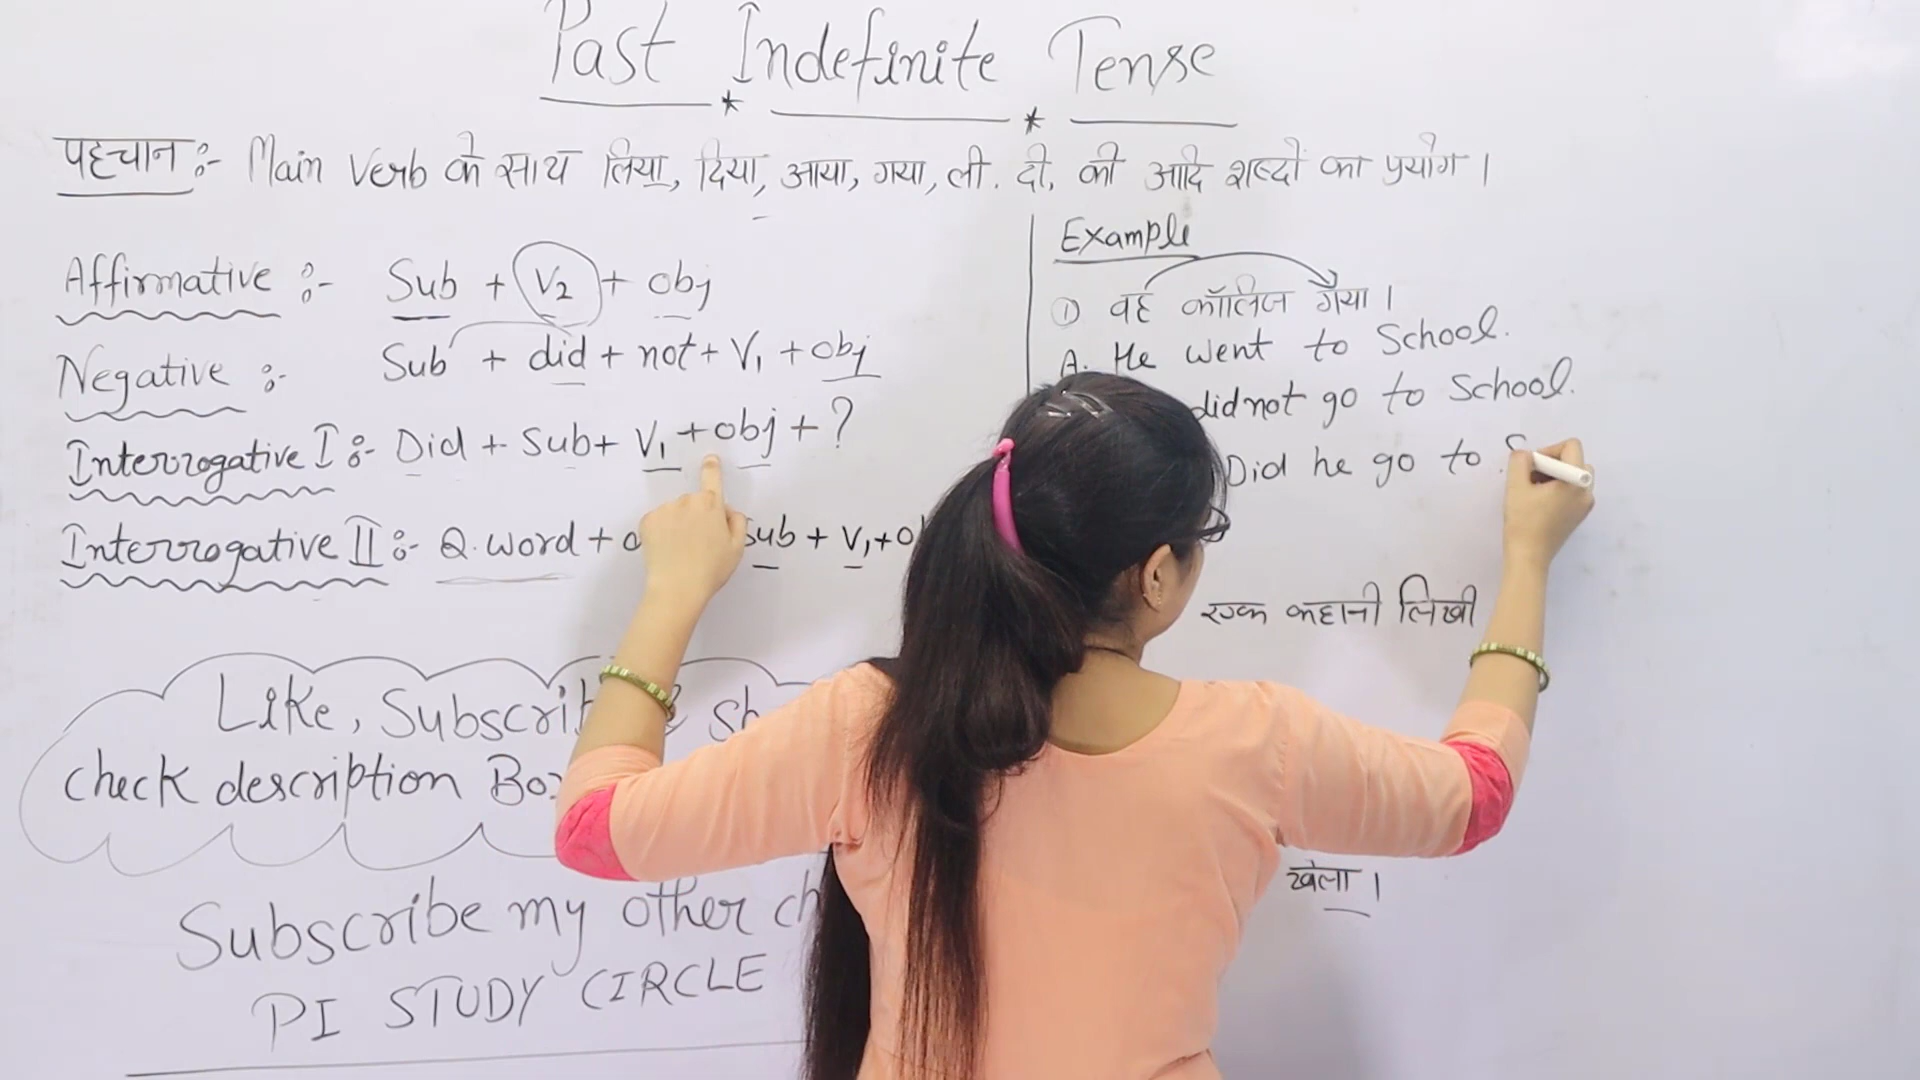 Past Indefinite Tense
पहचान :- Main Verb के साथ लिया, दिया, आया, गया, ली. दी, की आदि शब्दों का प्रयोग।
Affirmative :- Sub + V2 + obj
Negative :- Sub + did + not + V1 + obj
Interrogative I :- Did + Sub + V1 + obj + ?
Interrogative II :- Q. word + Sub + V1 +
Like, Subscri
check description Box
Subscribe my other
PI STUDY CIRCLE
Example
① वह कॉलिज गया।
A. He went to School.
did not go to School.
Did he go to
एक कहानी लिखी
खेला।